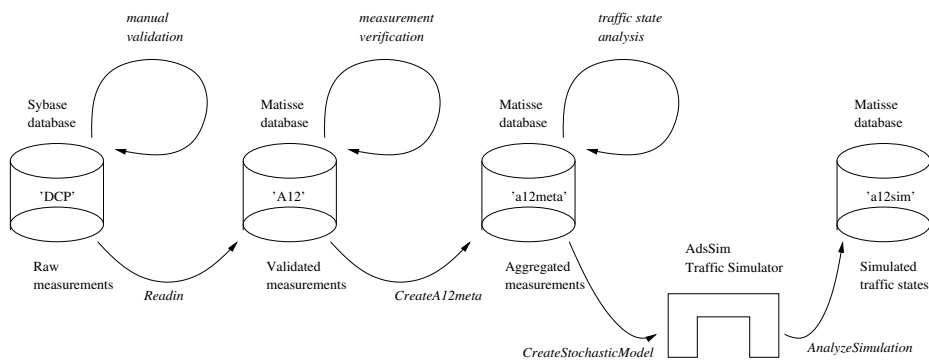 manual
validation
measurement
verification
traffic state
analysis
Sybase
database
Matisse
database
Matisse
database
Matisse
database
'DCP'
'A12'
'a12meta'
'a12sim'
Raw
measurements
Readin
Validated
measurements
CreateA12meta
Aggregated
measurements
CreateStochasticModel
AdsSim
Traffic Simulator
AnalyzeSimulation
Simulated
traffic states